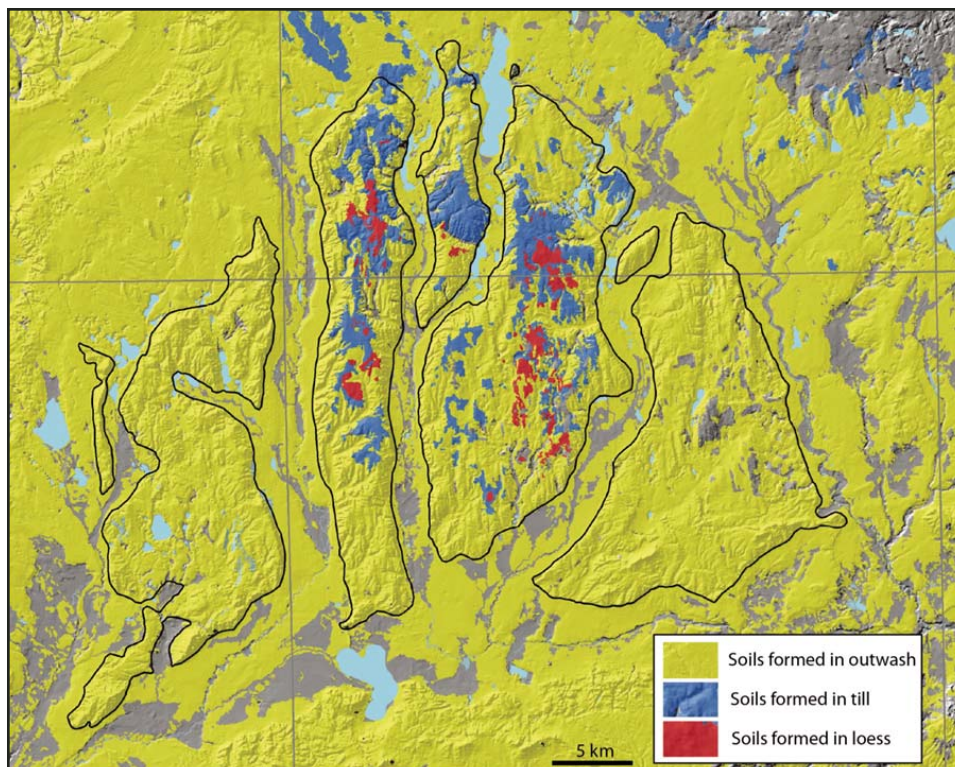 Soils formed in outwash
Soils formed in till
Soils formed in loess
5 km